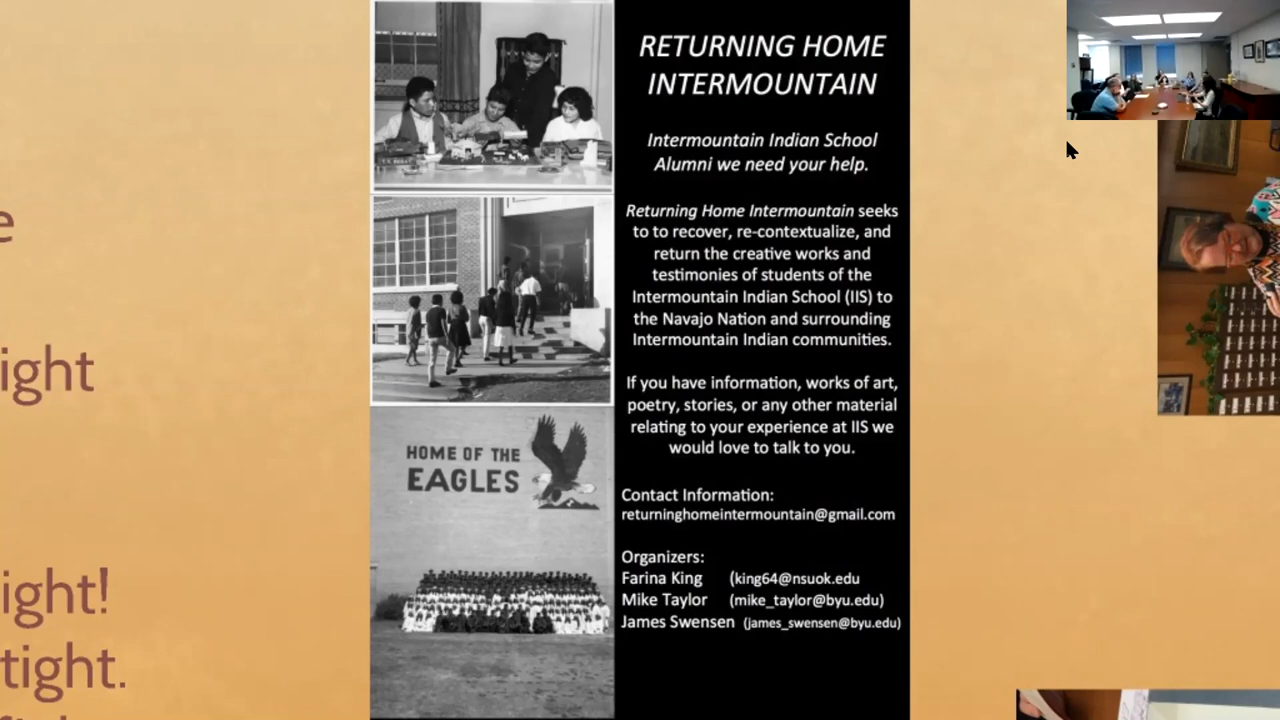 e
ight
ight!
tight.
HOME OF THE
EAGLES
RETURNING HOME
INTERMOUNTAIN
Intermountain Indian School
Alumni we need your help.
Returning Home Intermountain seeks
to to recover, re-contextualize, and
return the creative works and
testimonies of students of the
Intermountain Indian School (IIS) to
the Navajo Nation and surrounding
Intermountain Indian communities.
If you have information, works of art,
poetry, stories, or any other material
relating to your experience at IIS we
would love to talk to you.
Contact Information:
returninghomeintermountain@gmail.com
Organizers:
Farina King (king64@nsuok.edu
Mike Taylor (mike_taylor@byu.edu)
James Swensen (james_swensen@byu.edu)